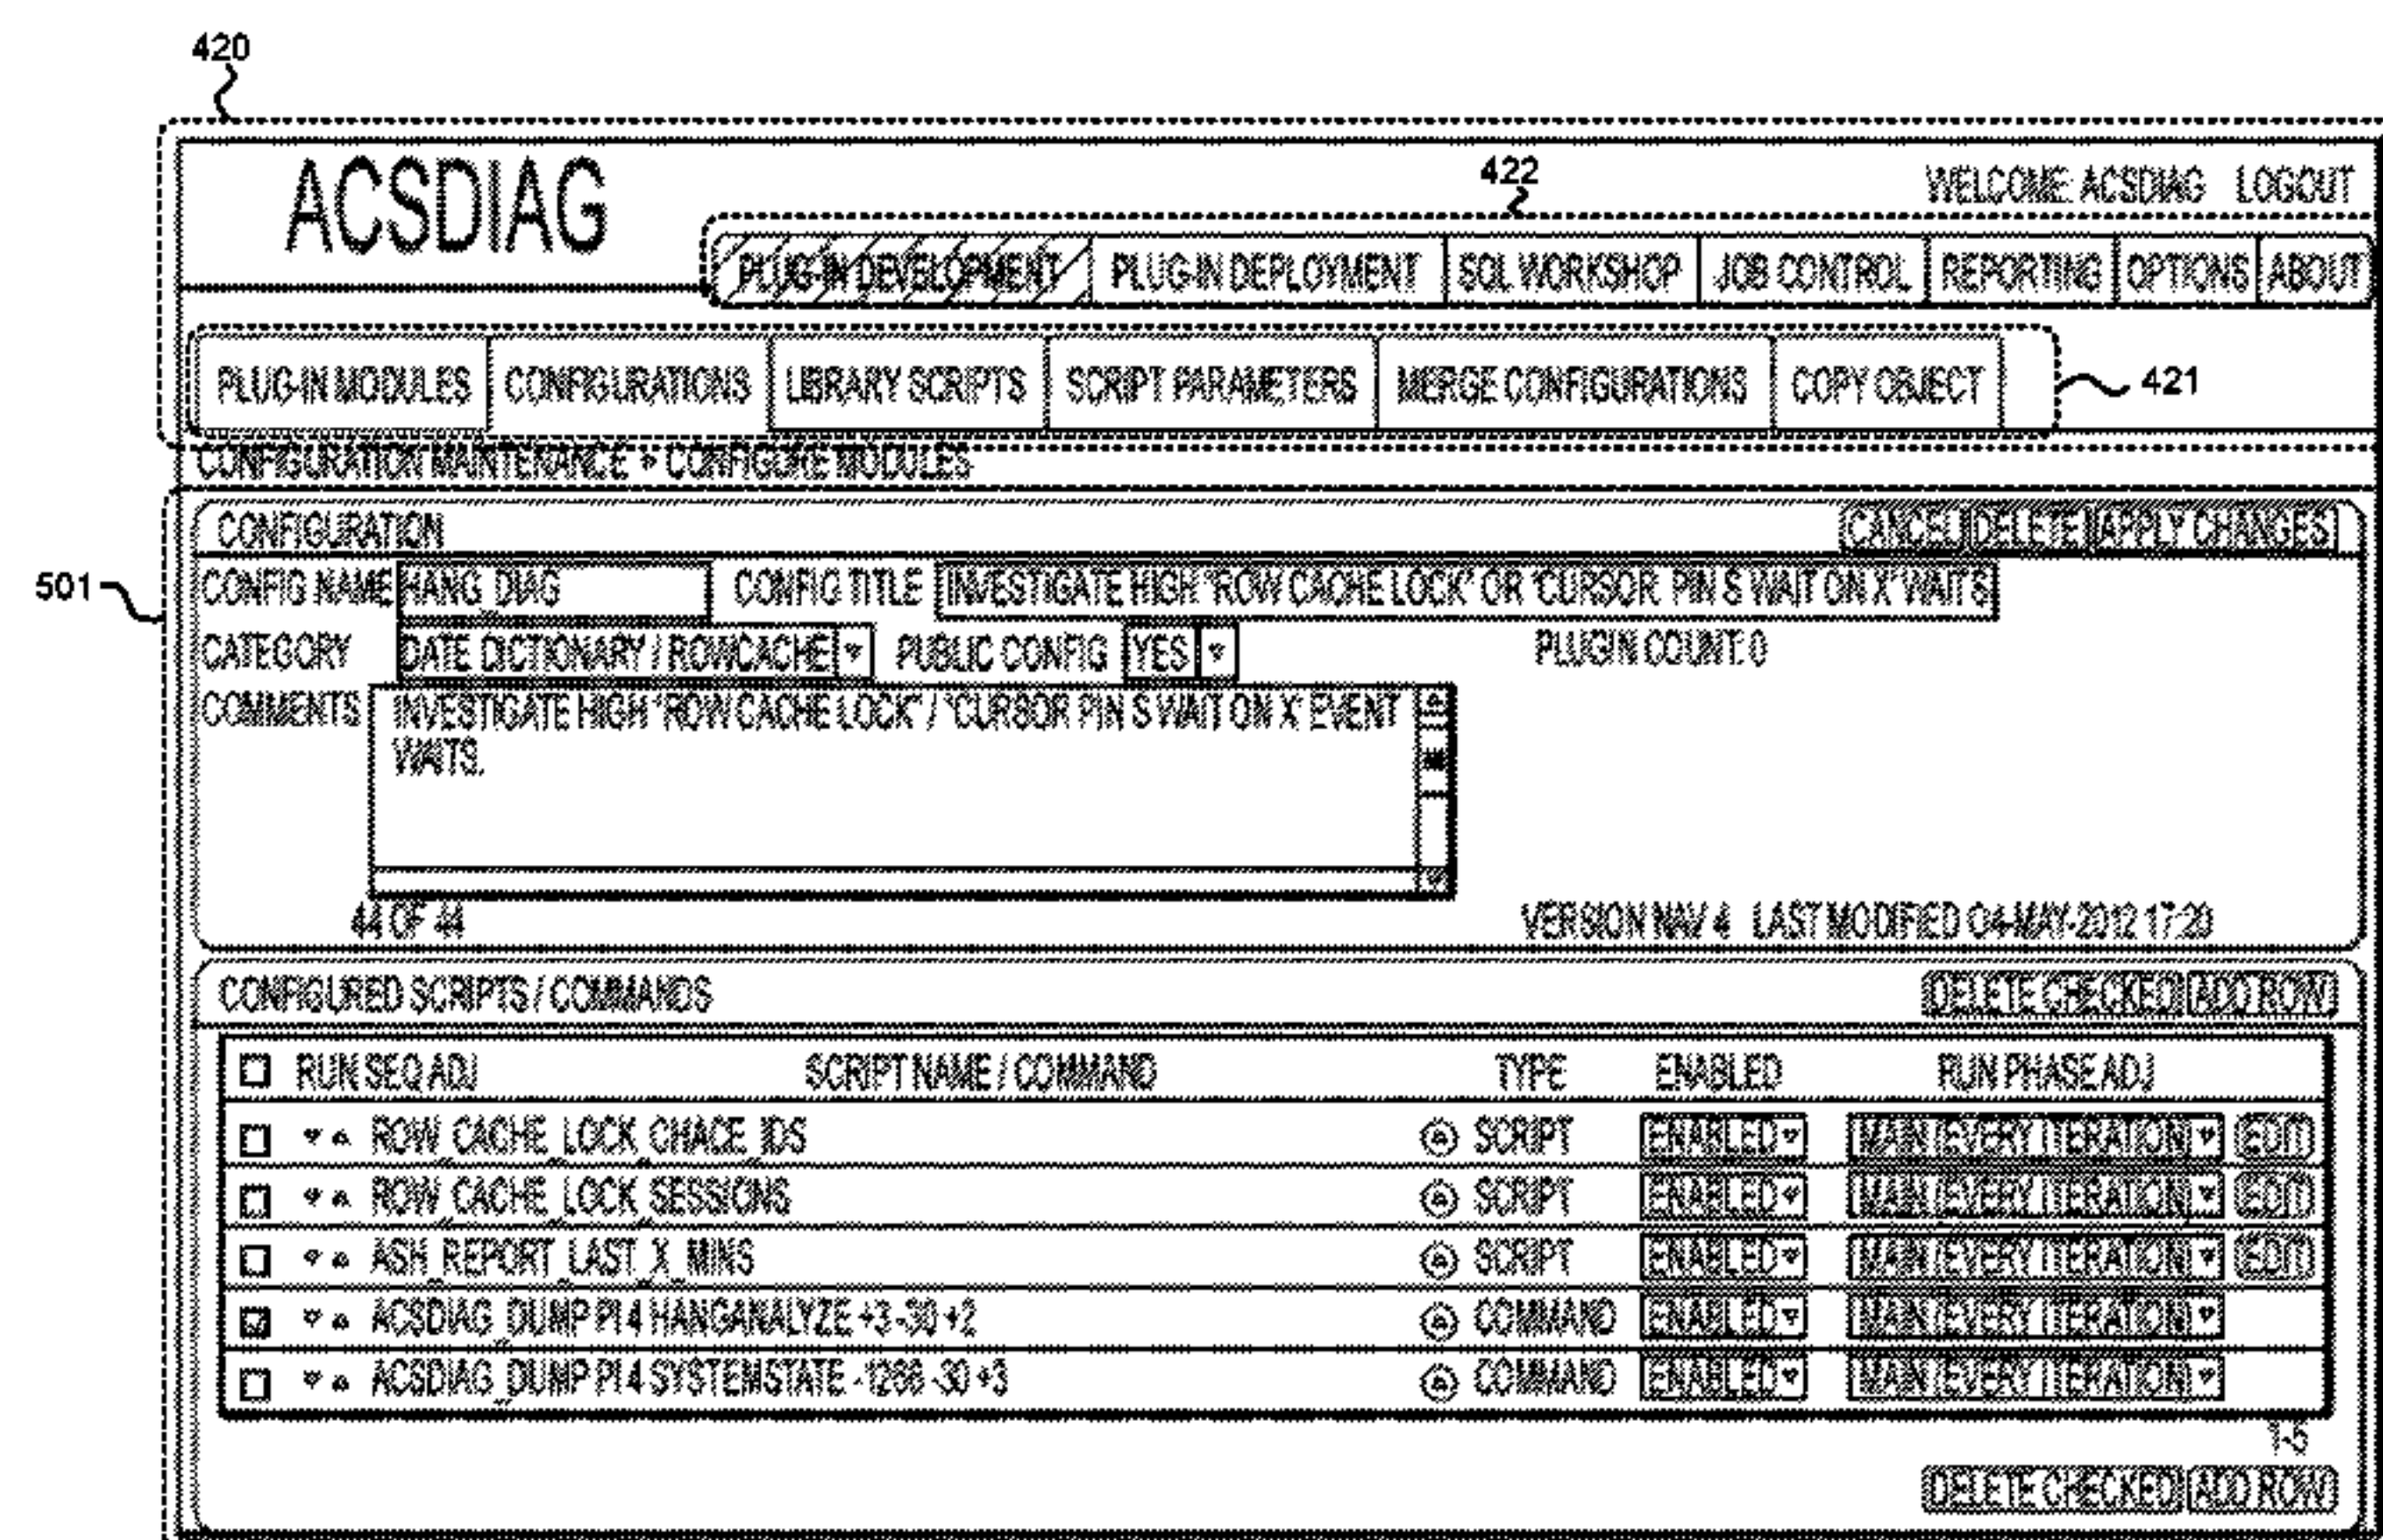 420
ACSDIAG
422
WELCOME: ACSDIAG LOGOUT
PLUG-IN DEVELOPMENT PLUG-IN DEPLOYMENT SQL WORKSHOP JOB CONTROL REPORTING OPTIONS ABOUT
PLUG-IN MODULES CONFIGURATIONS LIBRARY SCRIPTS SCRIPT PARAMETERS MERGE CONFIGURATIONS COPY OBJECT
421
CONFIGURATION MAINTENANCE > CONFIGURE MODULES
CONFIGURATION CANCEL DELETE APPLY CHANGES
501
CONFIG NAME HANG_DIAG CONFIG TITLE INVESTIGATE HIGH "ROW CACHE LOCK" OR 'CURSOR: PIN S WAIT ON X' WAITS
CATEGORY DATE DICTIONARY / ROWCACHE PUBLIC CONFIG YES PLUGIN COUNT: 0
COMMENTS INVESTIGATE HIGH "ROW CACHE LOCK" / 'CURSOR PIN S WAIT ON X' EVENT
WAITS.
44 OF 44 VERSION NAV 4 LAST MODIFIED 04-MAY-2012 17:20
CONFIGURED SCRIPTS / COMMANDS DELETE CHECKED ADD ROW
RUN SEQ ADJ SCRIPT NAME / COMMAND TYPE ENABLED RUN PHASE ADJ
ROW_CACHE_LOCK_CHACE_IDS SCRIPT ENABLED MAIN (EVERY ITERATION) EDIT
ROW_CACHE_LOCK_SESSIONS SCRIPT ENABLED MAIN (EVERY ITERATION) EDIT
ASH_REPORT_LAST_X_MINS SCRIPT ENABLED MAIN (EVERY ITERATION) EDIT
ACSDIAG_DUMP PI 4 HANGANALYZE +3 -30 +2 COMMAND ENABLED MAIN (EVERY ITERATION)
ACSDIAG_DUMP PI 4 SYSTEMSTATE -1266 -30 +3 COMMAND ENABLED MAIN (EVERY ITERATION)
1-5
DELETE CHECKED ADD ROW